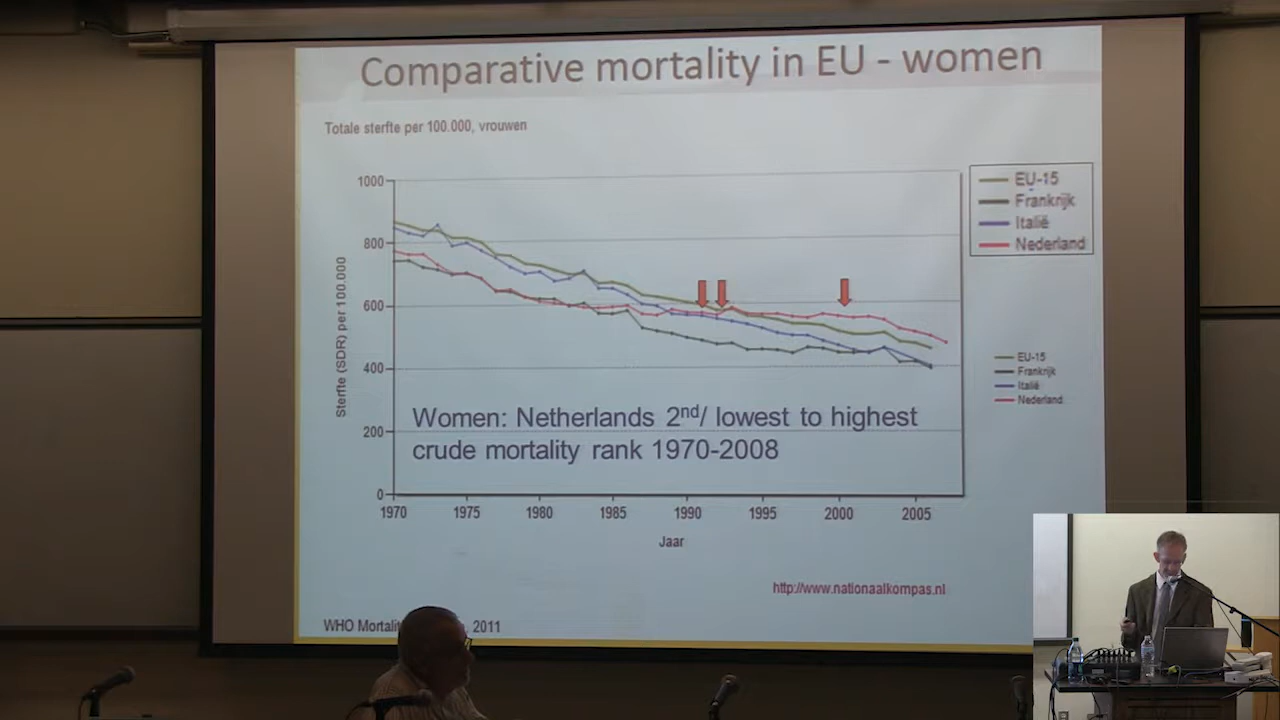 Comparative mortality in EU - women
Totale sterfte per 100.000, vrouwen
1000
800
600
400
200
0
Sterfte (SDR) per 100.000
1970
1975
1980
1985
1990
1995
2000
2005
Jaar
EU-15
Frankrijk
Italië
Nederland
EU-15
Frankrijk
Italië
Nederland
Women: Netherlands 2nd/ lowest to highest
crude mortality rank 1970-2008
http://www.nationaalkompas.nl
WHO Mortali 2011